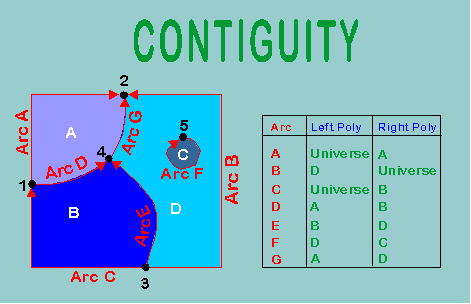 CONTIGUITY
2
Arc A
A
Arc G
5
C
Arc F
Arc B
Arc D
4
1
B
D
ArcE
Arc C
3
Arc Left Poly Right Poly
A Universe A
B D Universe
C Universe B
D A B
E B D
F D C
G A D